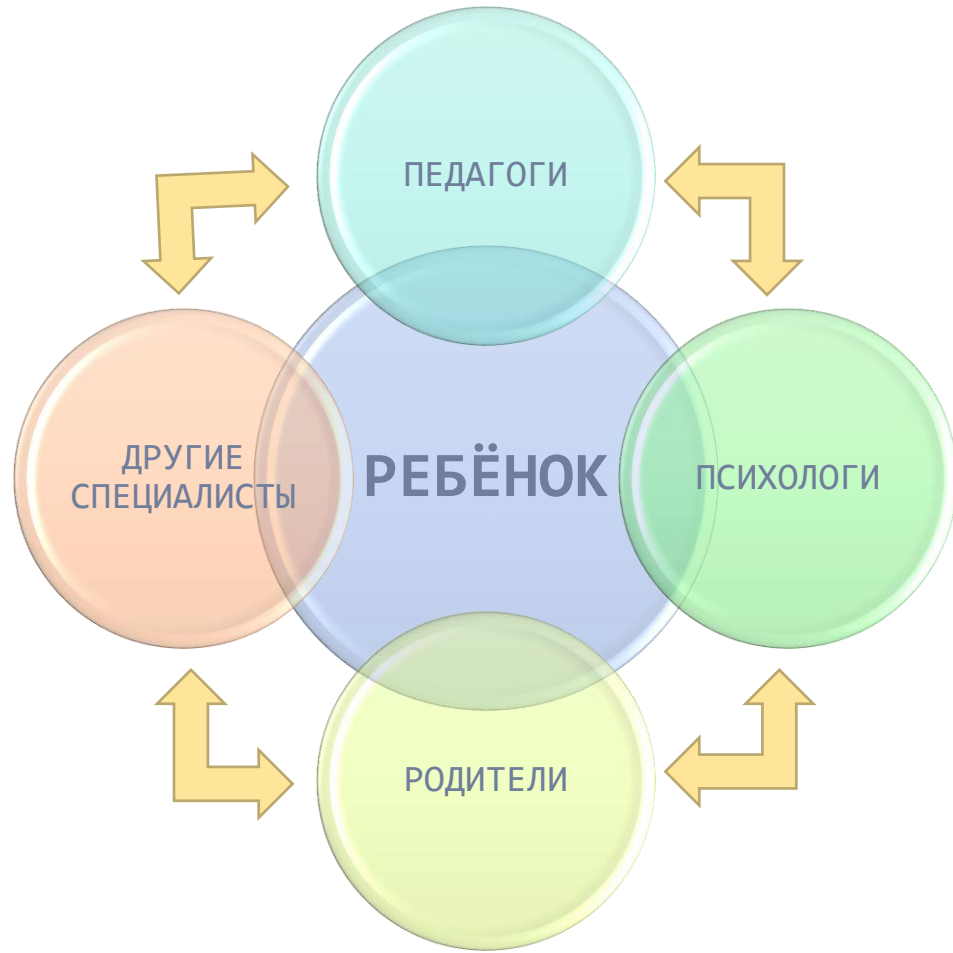 ПЕДАГОГИ
ДРУГИЕ
СПЕЦИАЛИСТЫ
РЕБЁНОК
ПСИХОЛОГИ
РОДИТЕЛИ